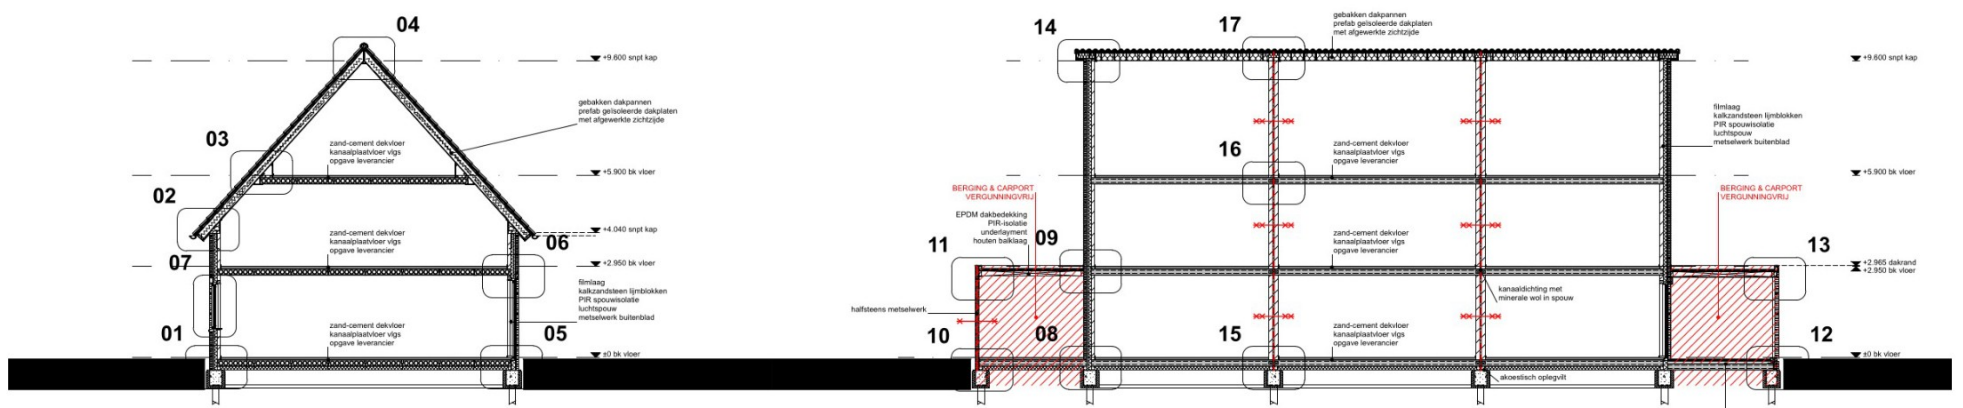 04
+9.600 snpt kap
gebakken dakpannen
prefab geïsoleerde dakplaten
met afgewerkte zichtzijde
03
zand-cement dekvloer
kanaalplaatvloer vlgs
opgave leverancier
+5.900 bk vloer
02
+4.040 snpt kap
zand-cement dekvloer
kanaalplaatvloer vlgs
opgave leverancier
06
07
+2.950 bk vloer
filmlaag
kalkzandsteen lijmblokken
PIR spouwisolatie
luchtspouw
metselwerk buitenblad
01
zand-cement dekvloer
kanaalplaatvloer vlgs
opgave leverancier
05
±0 bk vloer
14
17
gebakken dakpannen
prefab geïsoleerde dakplaten
met afgewerkte zichtzijde
+9.600 snpt kap
filmlaag
kalkzandsteen lijmblokken
PIR spouwisolatie
luchtspouw
metselwerk buitenblad
16
zand-cement dekvloer
kanaalplaatvloer vlgs
opgave leverancier
+5.900 bk vloer
BERGING & CARPORT
VERGUNNINGVRIJ
BERGING & CARPORT
VERGUNNINGVRIJ
EPDM dakbedekking
PIR-isolatie
underlayment
houten balklaag
zand-cement dekvloer
kanaalplaatvloer vlgs
opgave leverancier
11
09
13
+2.965 dakrand
+2.950 bk vloer
kanaaldichting met
minerale wol in spouw
halfsteens metselwerk
10
08
15
zand-cement dekvloer
kanaalplaatvloer vlgs
opgave leverancier
12
±0 bk vloer
akoestisch oplegvilt